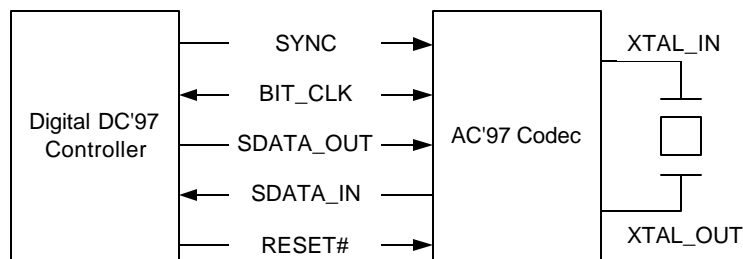 SYNC
XTAL_IN
BIT_CLK
Digital DC'97
Controller
SDATA_OUT
AC'97 Codec
SDATA_IN
XTAL_OUT
RESET#